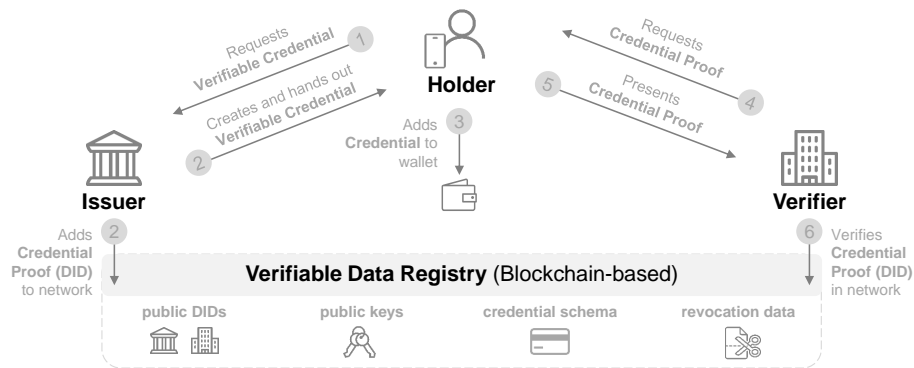 Requests
Verifiable Credential
1
Creates and hands out
Verifiable Credential
2
Holder
3
Adds
Credential to
wallet
Requests
Credential Proof
4
5
Presents
Credential Proof
Issuer
Verifier
2
Adds
Credential
Proof (DID)
to network
6
Verifies
Credential
Proof (DID)
in network
Verifiable Data Registry (Blockchain-based)
public DIDs
public keys
credential schema
revocation data